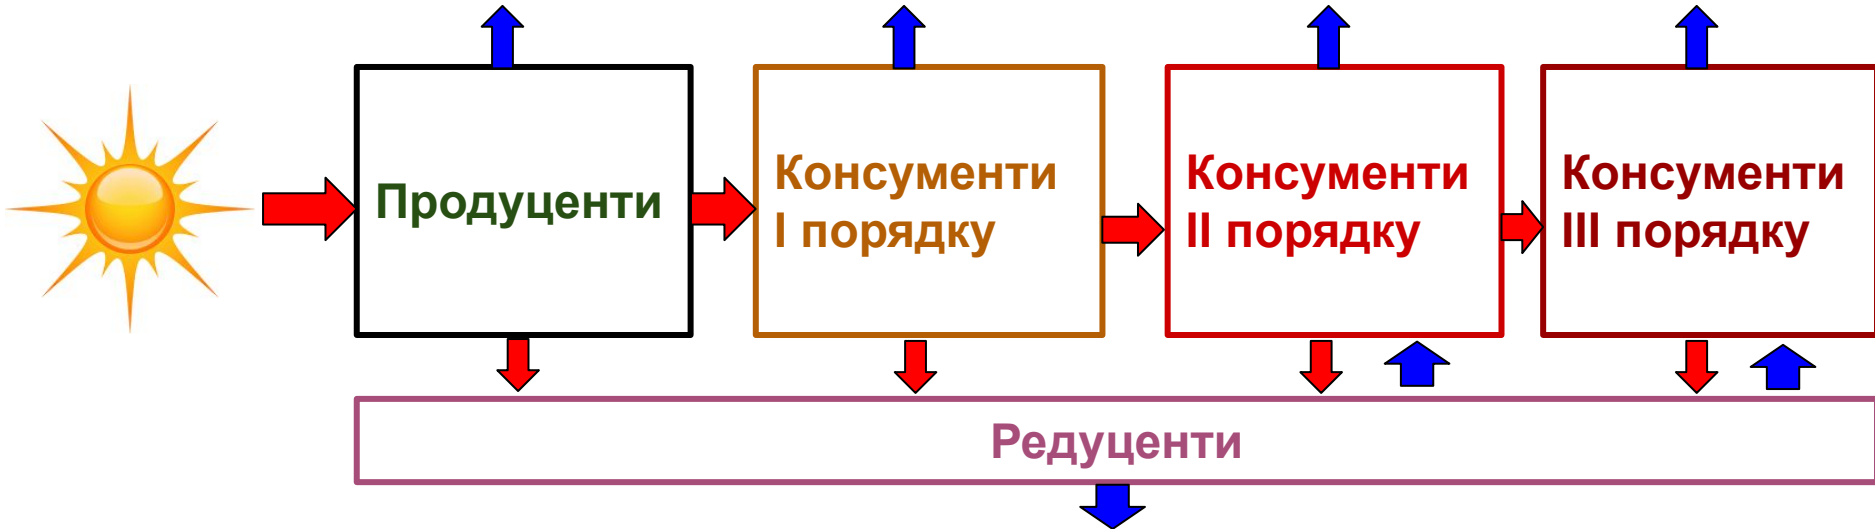 Продуценти
Консументи
І порядку
Консументи
ІІ порядку
Консументи
ІІІ порядку
Редуценти